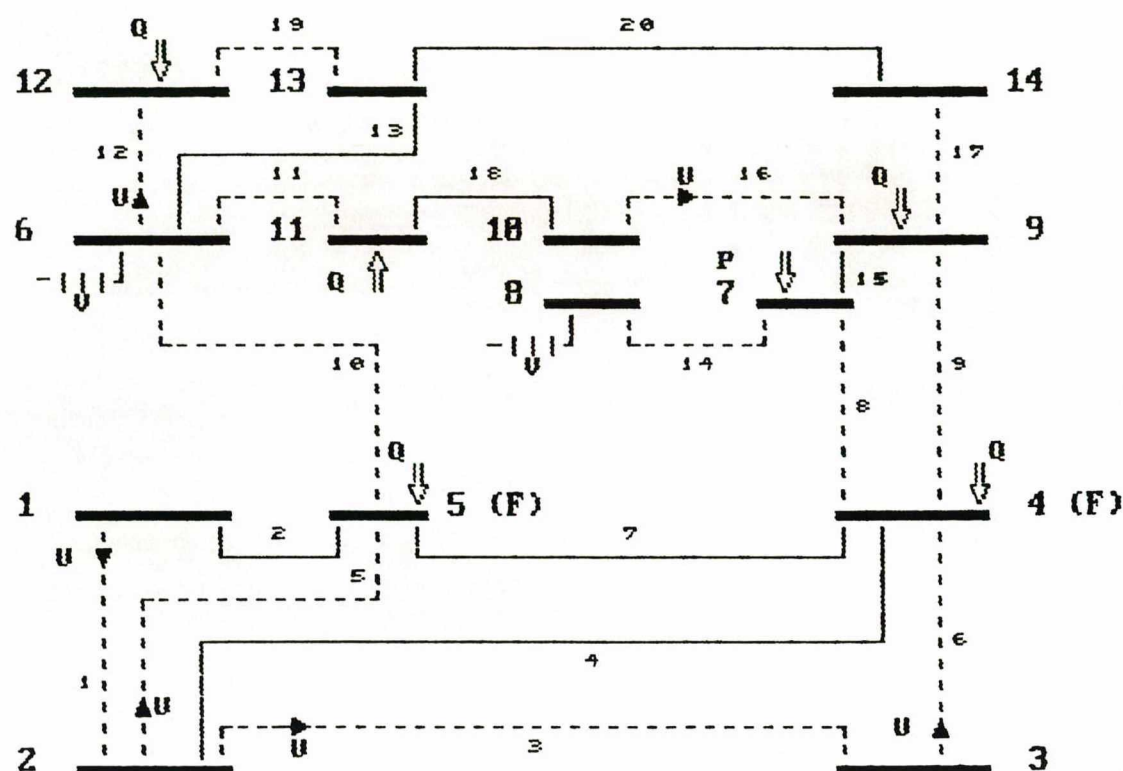 Q 19 20
12 13 14
12 13 17
11 18 U 16 Q
U
6 11 10 9
P
Q 8 7 15
U
U
10 14 9
8
Q Q
1 5 (F) 4 (F)
U 2 7
5
4 6
1 U
U U
2 3 3